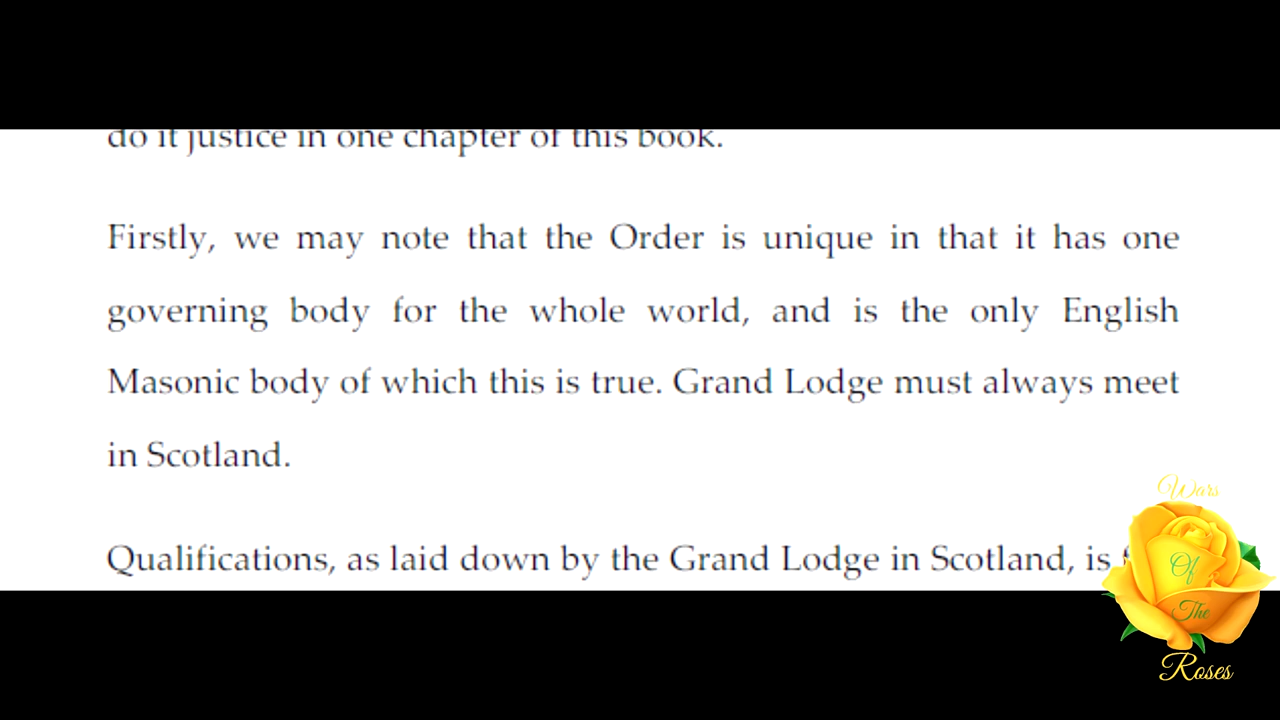 do it justice in one chapter of this book.
Firstly, we may note that the Order is unique in that it has one
governing body for the whole world, and is the only English
Masonic body of which this is true. Grand Lodge must always meet
in Scotland.
Qualifications, as laid down by the Grand Lodge in Scotland, is
Wars
Of
The
Roses